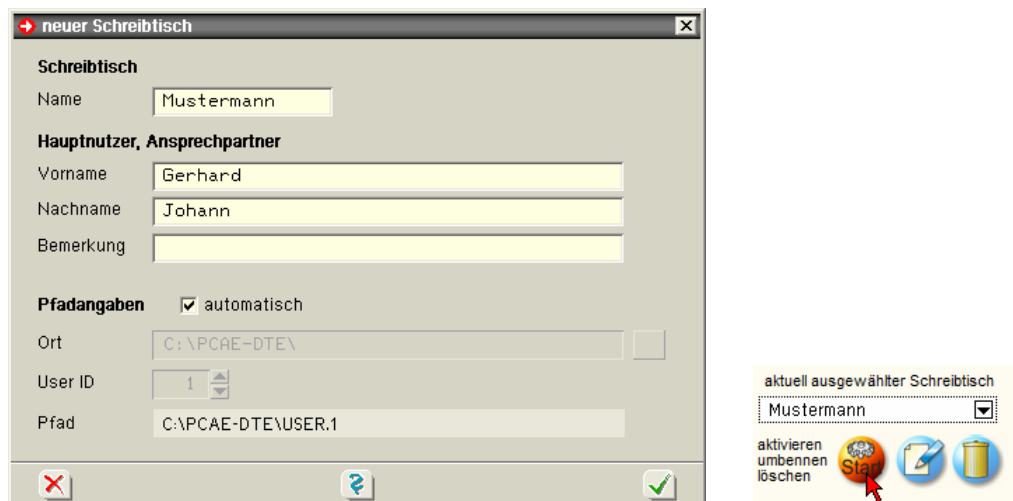 neuer Schreibtisch
Schreibtisch
Name Mustermann
Hauptnutzer, Ansprechpartner
Vorname Gerhard
Nachname Johann
Bemerkung
Pfadangaben automatisch
Ort C:\PCAE-DTE\
User ID 1
Pfad C:\PCAE-DTE\USER.1
aktuell ausgewählter Schreibtisch
Mustermann
aktivieren
umbennen
löschen
Start